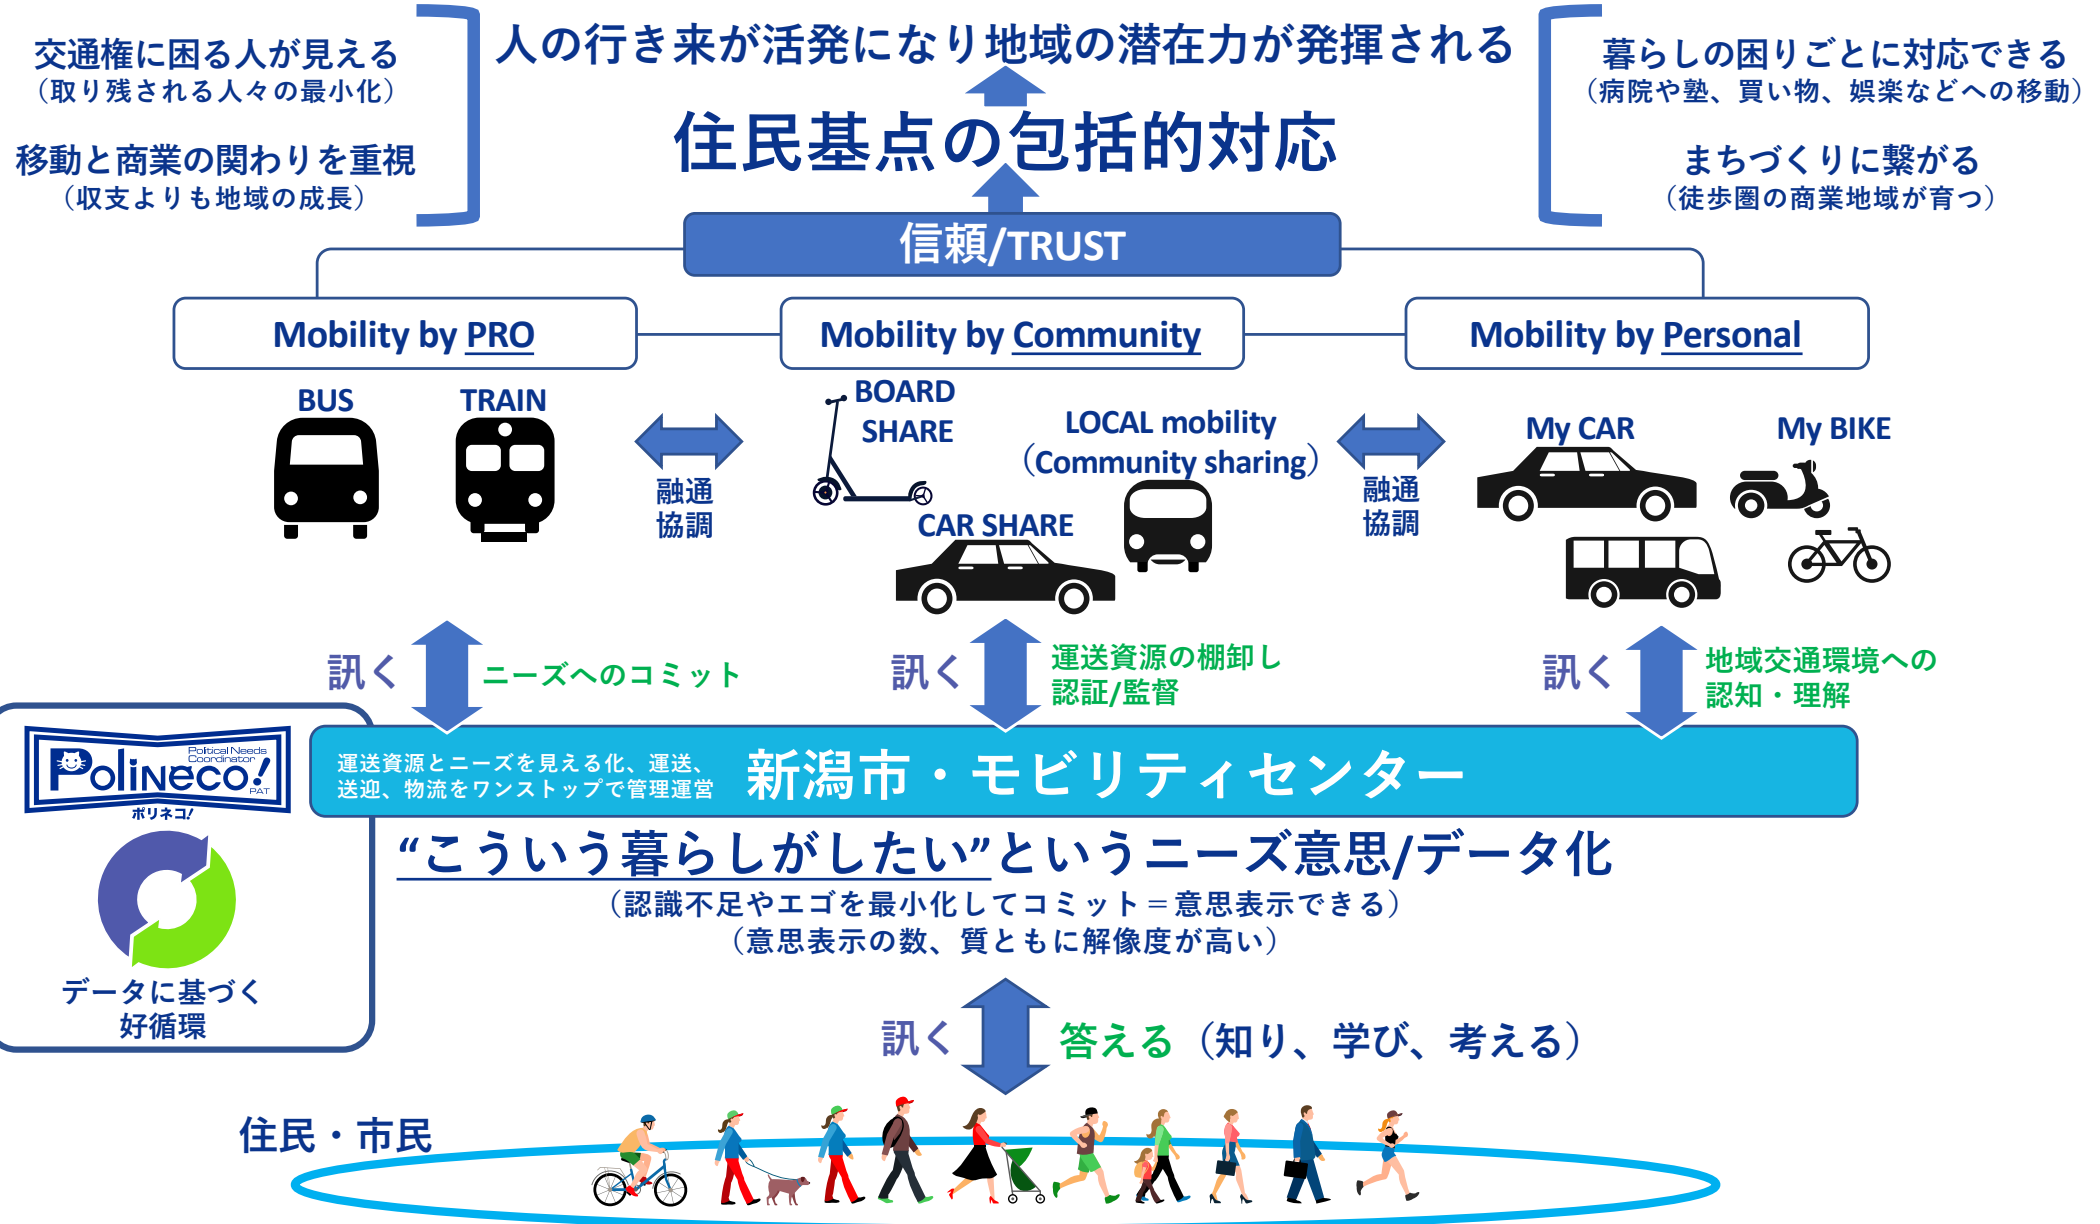 交通権に困る人が見える
（取り残される人々の最小化）
移動と商業の関わりを重視
（収支よりも地域の成長）
人の行き来が活発になり地域の潜在力が発揮される
住民基点の包括的対応
暮らしの困りごとに対応できる
（病院や塾、買い物、娯楽などへの移動）
まちづくりに繋がる
（徒歩圏の商業地域が育つ）
信頼/TRUST
Mobility by PRO
Mobility by Community
Mobility by Personal
BUS
TRAIN
融通
協調
BOARD
SHARE
LOCAL mobility
（Community sharing）
CAR SHARE
融通
協調
My CAR
My BIKE
訊く
ニーズへのコミット
訊く
運送資源の棚卸し
認証/監督
訊く
地域交通環境への
認知・理解
Political Needs
Coordinator
PoliNeco!
PAT
ポリネコ!
データに基づく
好循環
運送資源とニーズを見える化、運送、
送迎、物流をワンストップで管理運営
新潟市・モビリティセンター
“こういう暮らしがしたい”というニーズ意思/データ化
（認識不足やエゴを最小化してコミット＝意思表示できる）
（意思表示の数、質ともに解像度が高い）
訊く
答える（知り、学び、考える）
住民・市民